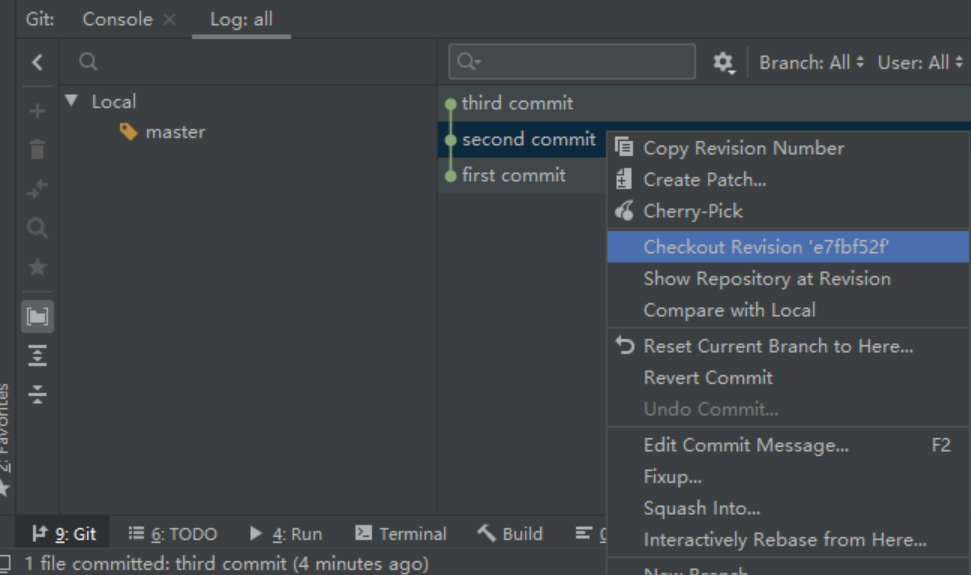 Git: Console Log: all
Branch: All User: All
Local
master
third commit
second commit
first commit
Copy Revision Number
Create Patch...
Cherry-Pick
Checkout Revision 'e7fbf52f'
Show Repository at Revision
Compare with Local
Reset Current Branch to Here...
Revert Commit
Undo Commit...
Edit Commit Message... F2
Fixup...
Squash Into...
Interactively Rebase from Here...
New Branch
2: Favorites
9: Git 6: TODO 4: Run Terminal Build
1 file committed: third commit (4 minutes ago)